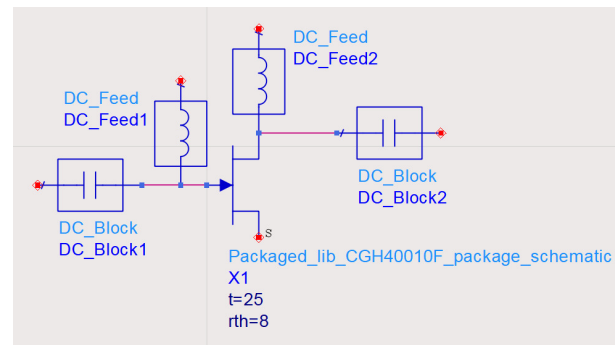 DC_Feed
DC_Feed2
DC_Feed
DC_Feed1
DC_Block
DC_Block2
DC_Block
DC_Block1
S
Packaged_lib_CGH40010F_package_schematic
X1
t=25
rth=8